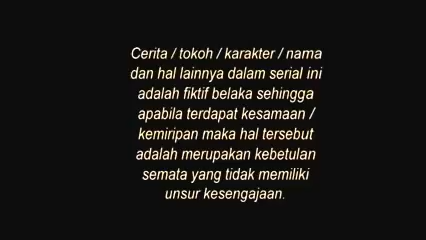 Cerita / tokoh / karakter / nama
dan hal lainnya dalam serial ini
adalah fiktif belaka sehingga
apabila terdapat kesamaan /
kemiripan maka hal tersebut
adalah merupakan kebetulan
semata yang tidak memiliki
unsur kesengajaan.